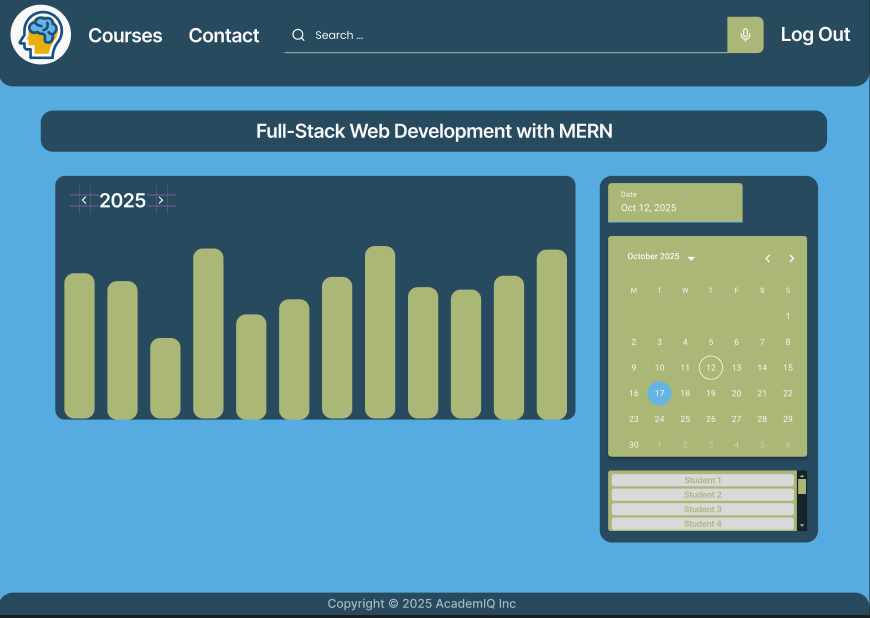 Courses Contact Search ... Log Out
Full-Stack Web Development with MERN
2025
Date
Oct 12, 2025
October 2025
M T W T F S S
1
2 3 4 5 6 7 8
9 10 11 12 13 14 15
16 17 18 19 20 21 22
23 24 25 26 27 28 29
30 1 2 3 4 5 6
Student 1
Student 2
Student 3
Student 4
Copyright © 2025 AcademIQ Inc